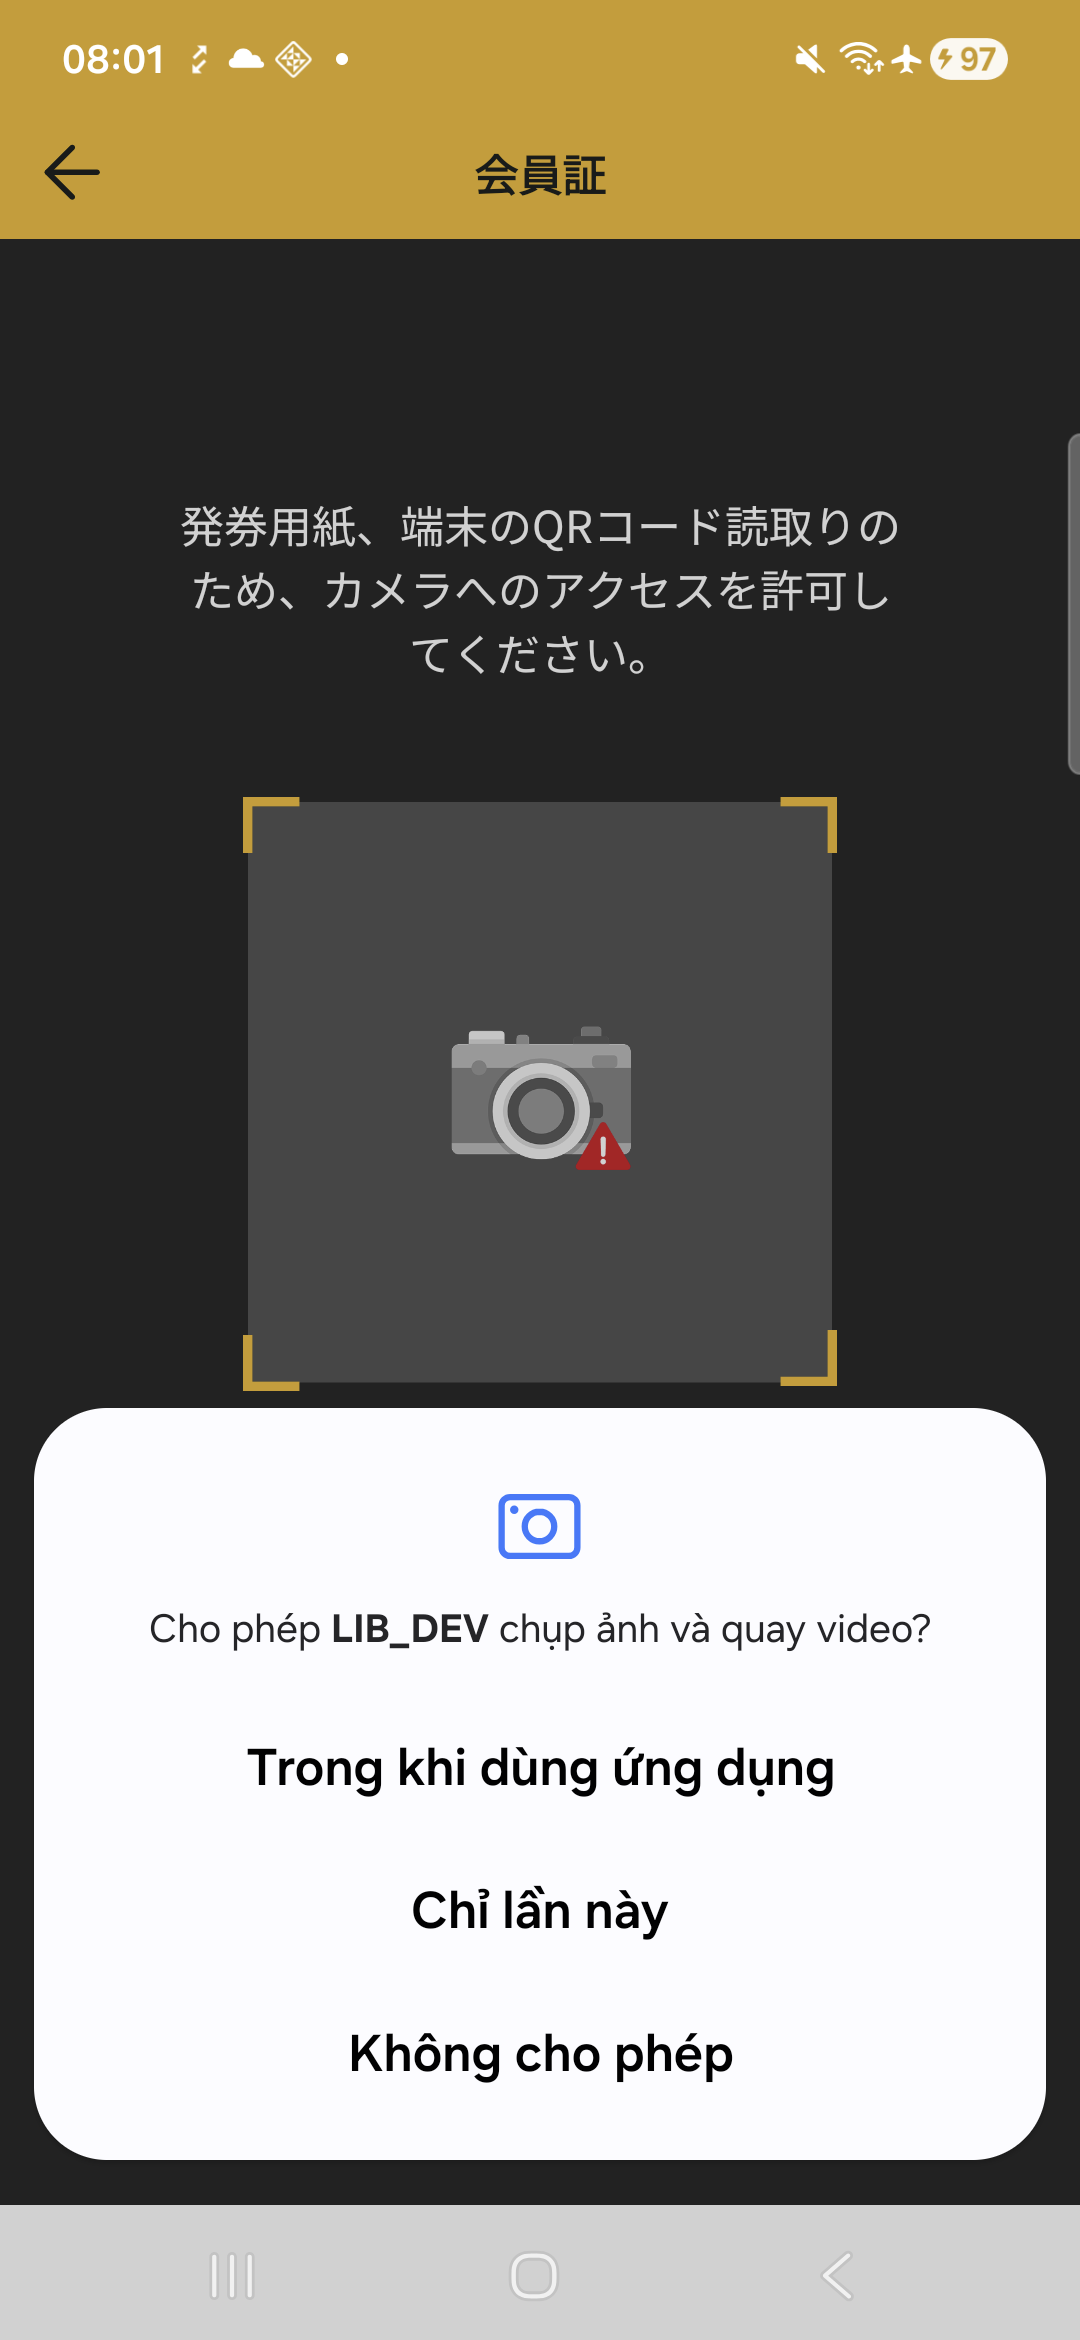 08:01
97
会員証
発券用紙、端末のQRコード読取りの
ため、カメラへのアクセスを許可し
てください。
Cho phép LIB_DEV chụp ảnh và quay video?
Trong khi dùng ứng dụng
Chỉ lần này
Không cho phép